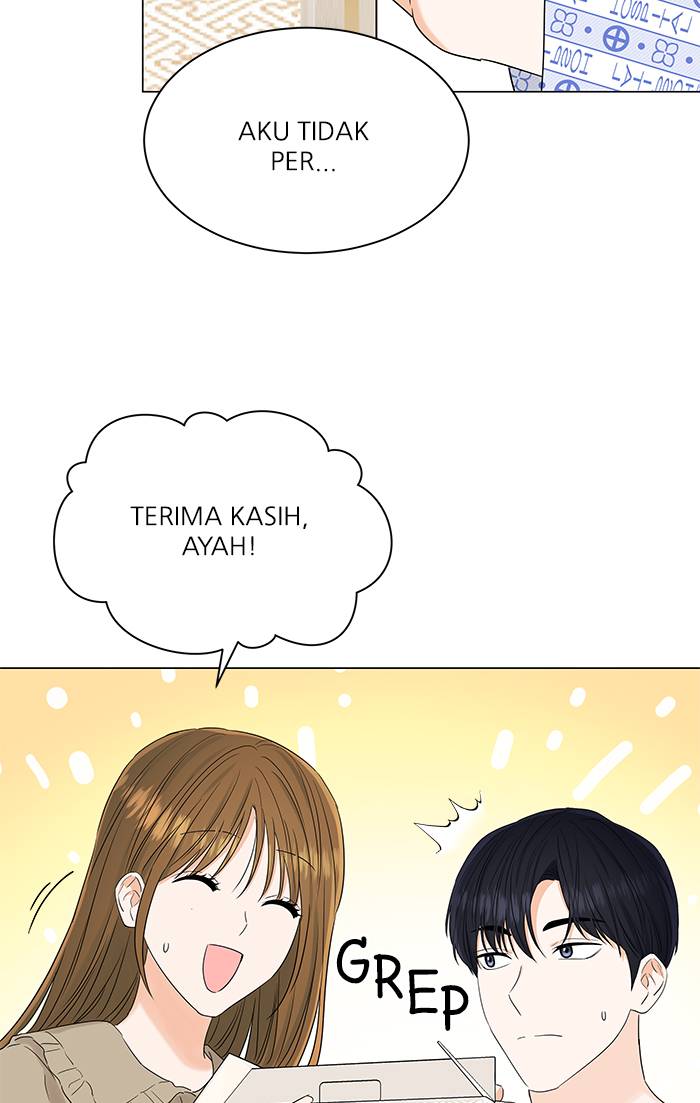 AKU TIDAK
PER...
TERIMA KASIH,
AYAH!
GREP